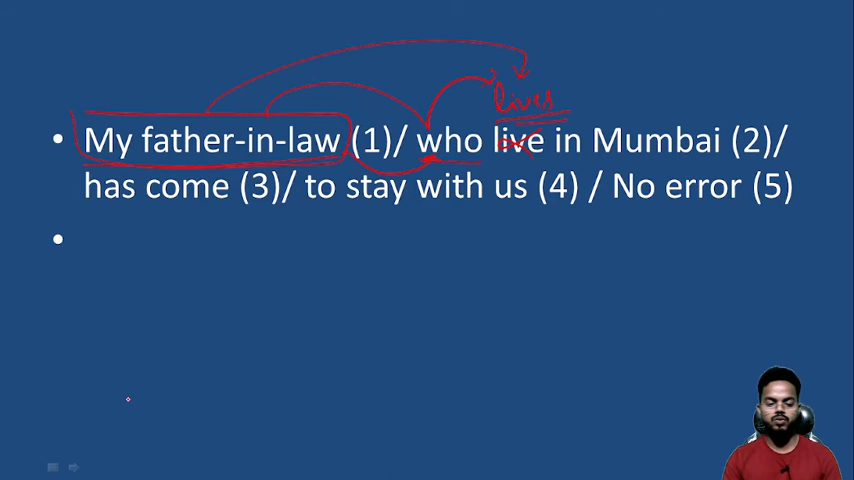 lives
• My father-in-law (1)/ who live in Mumbai (2)/
has come (3)/ to stay with us (4) / No error (5)
•